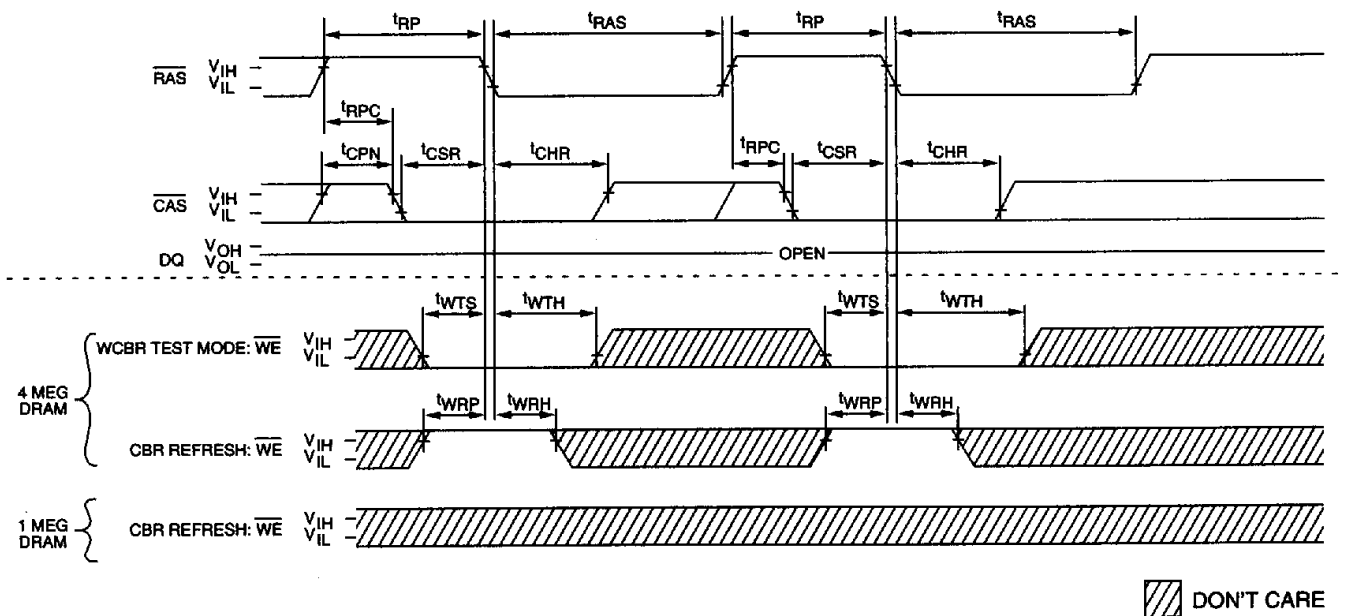 tRP tRAS tRP tRAS
RAS VIH
VIL
tRPC
tCPN tCSR tCHR tRPC tCSR tCHR
CAS VIH
VIL
DQ VOH
VOL
OPEN
tWTS tWTH tWTS tWTH
WCBR TEST MODE: WE VIH
VIL
4 MEG
DRAM
tWRP tWRH tWRP tWRH
CBR REFRESH: WE VIH
VIL
1 MEG
DRAM
CBR REFRESH: WE VIH
VIL
DON'T CARE